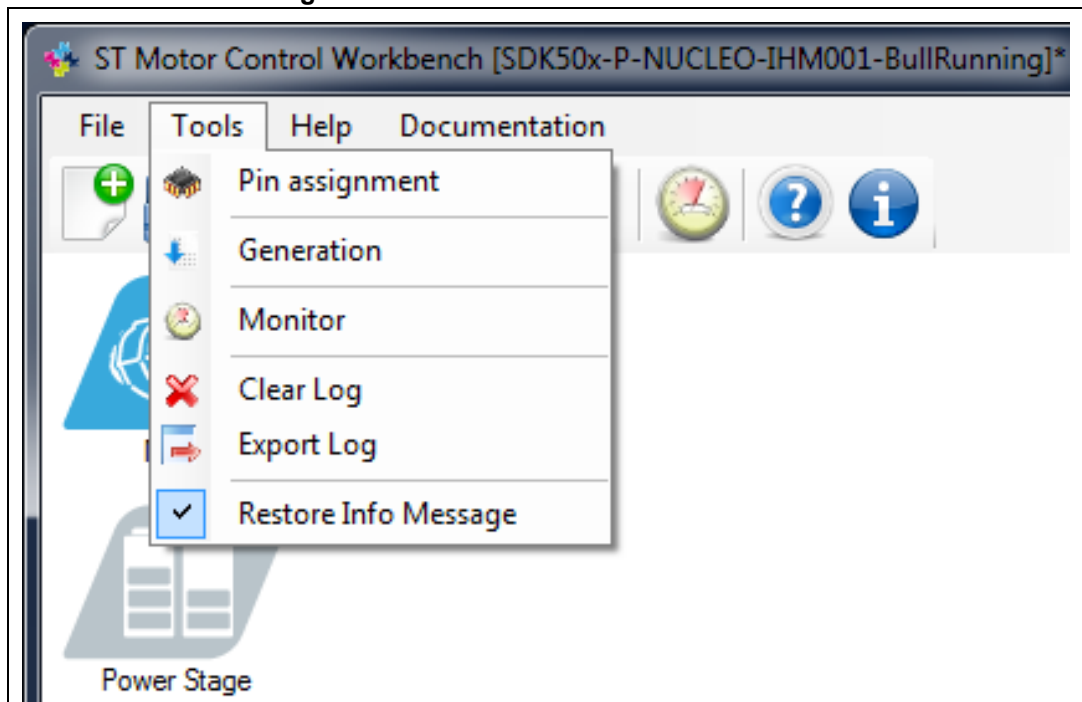 ST Motor Control Workbench [SDK50x-P-NUCLEO-IHM001-BullRunning]*
File Tools Help Documentation
Pin assignment
Generation
Monitor
Clear Log
Export Log
Restore Info Message
Power Stage